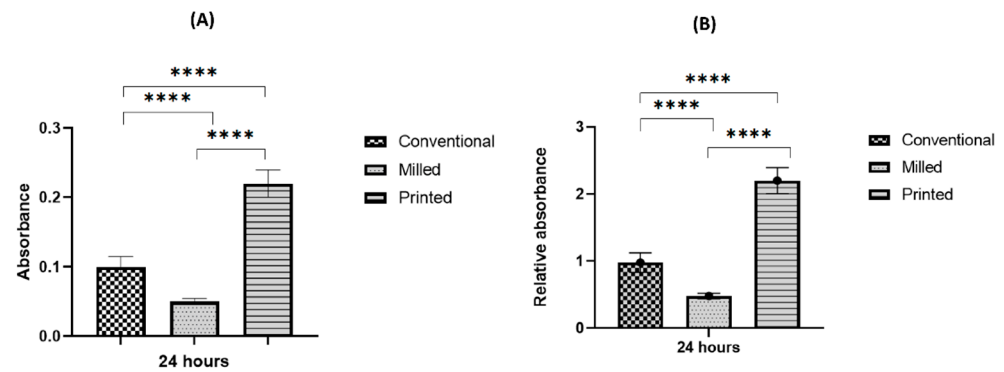 (A)
****
****
****
0.3
0.2
0.1
0.0
Absorbance
24 hours
Conventional
Milled
Printed
(B)
****
****
****
3
2
1
0
Relative absorbance
24 hours
Conventional
Milled
Printed